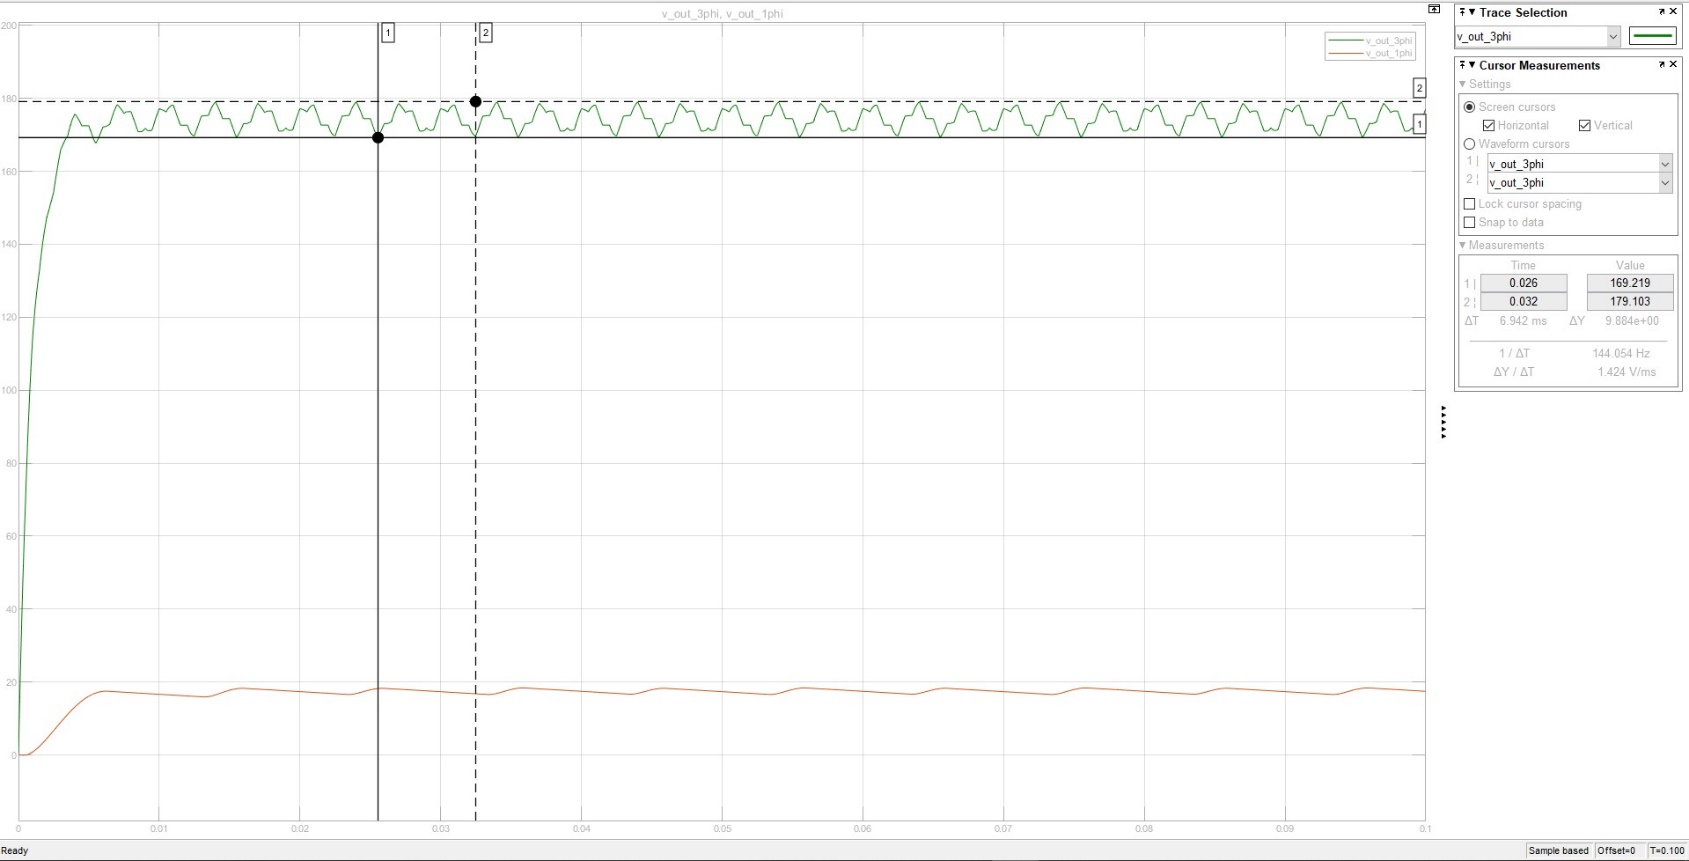 v_out_3phi, v_out_1phi
1
2
v_out_3phi
v_out_1phi
2
1
200
180
160
140
120
100
80
60
40
20
0
0
0.01
0.02
0.03
0.04
0.05
0.06
0.07
0.08
0.09
0.1
Trace Selection
v_out_3phi
Cursor Measurements
Settings
Screen cursors
Horizontal Vertical
Waveform cursors
1 | v_out_3phi
2 ¦ v_out_3phi
Lock cursor spacing
Snap to data
Measurements
Time Value
1 | 0.026 169.219
2 ¦ 0.032 179.103
ΔT 6.942 ms ΔY 9.884e+00
1 / ΔT 144.054 Hz
ΔY / ΔT 1.424 V/ms
Ready
Sample based Offset=0 T=0.100